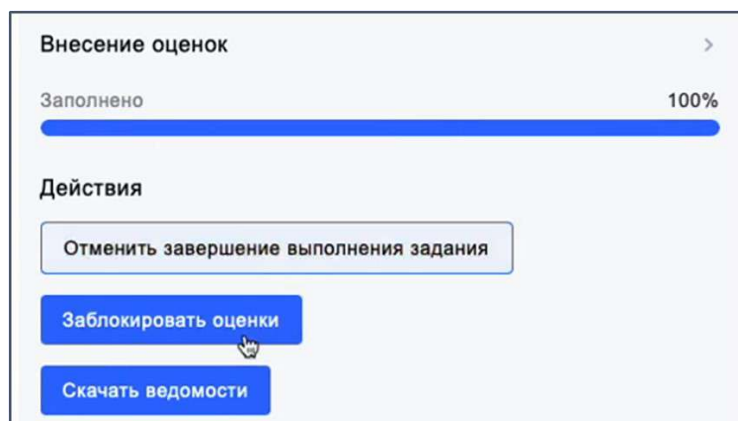 Внесение оценок
Заполнено 100%
Действия
Отменить завершение выполнения задания
Заблокировать оценки
Скачать ведомости